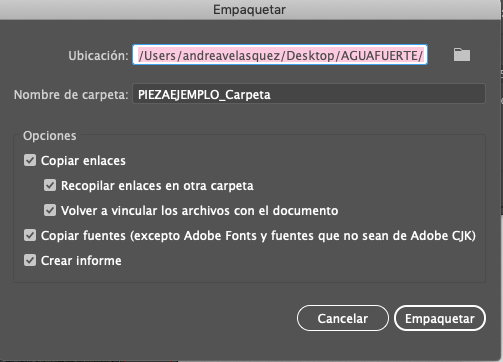 Empaquetar
Ubicación: /Users/andreavelasquez/Desktop/AGUAFUERTE/
Nombre de carpeta: PIEZAEJEMPLO_Carpeta
Opciones
Copiar enlaces
Recopilar enlaces en otra carpeta
Volver a vincular los archivos con el documento
Copiar fuentes (excepto Adobe Fonts y fuentes que no sean de Adobe CJK)
Crear informe
Cancelar Empaquetar